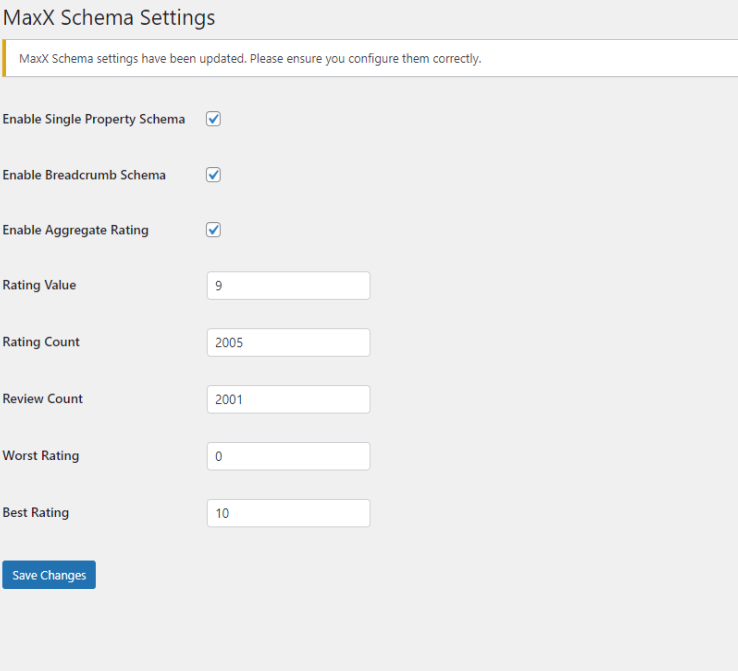 MaxX Schema Settings
MaxX Schema settings have been updated. Please ensure you configure them correctly.
Enable Single Property Schema
Enable Breadcrumb Schema
Enable Aggregate Rating
Rating Value 9
Rating Count 2005
Review Count 2001
Worst Rating 0
Best Rating 10
Save Changes